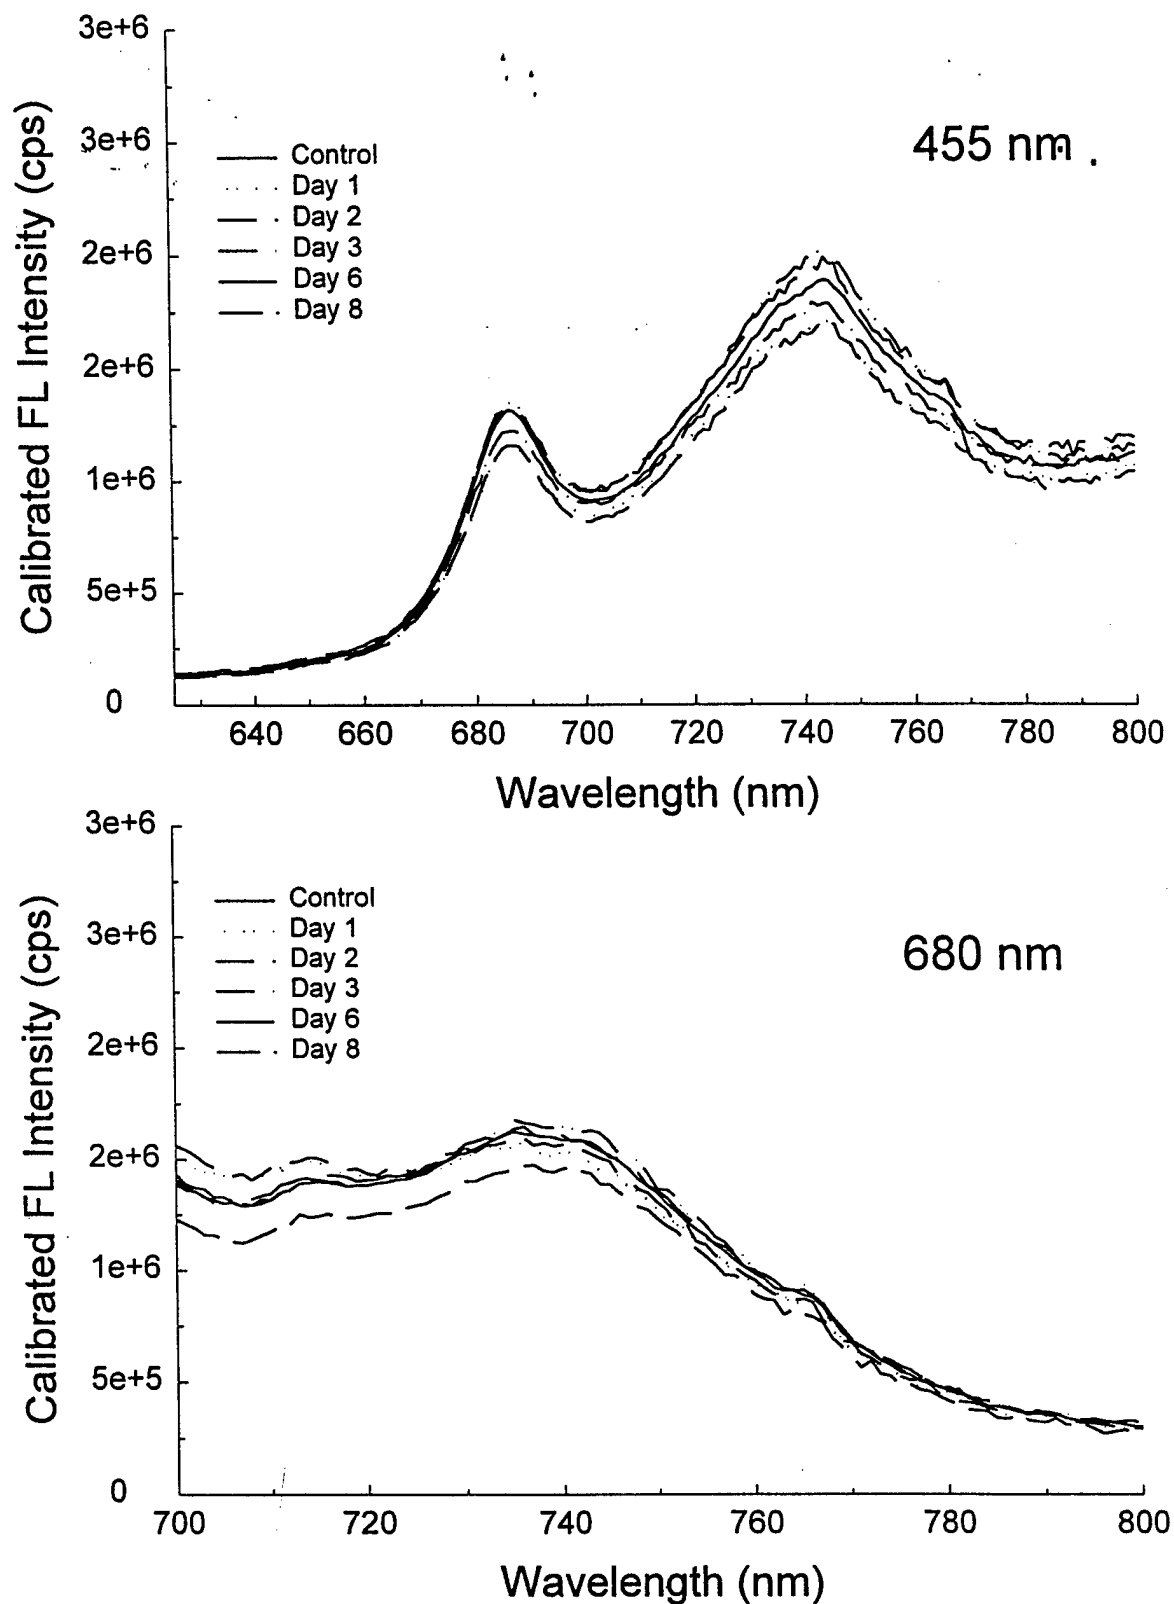 3e+6
3e+6
2e+6
2e+6
1e+6
5e+5
0
Calibrated FL Intensity (cps)
455 nm
Control
Day 1
Day 2
Day 3
Day 6
Day 8
640 660 680 700 720 740 760 780 800
Wavelength (nm)
3e+6
3e+6
2e+6
2e+6
1e+6
5e+5
0
Calibrated FL Intensity (cps)
680 nm
Control
Day 1
Day 2
Day 3
Day 6
Day 8
700 720 740 760 780 800
Wavelength (nm)